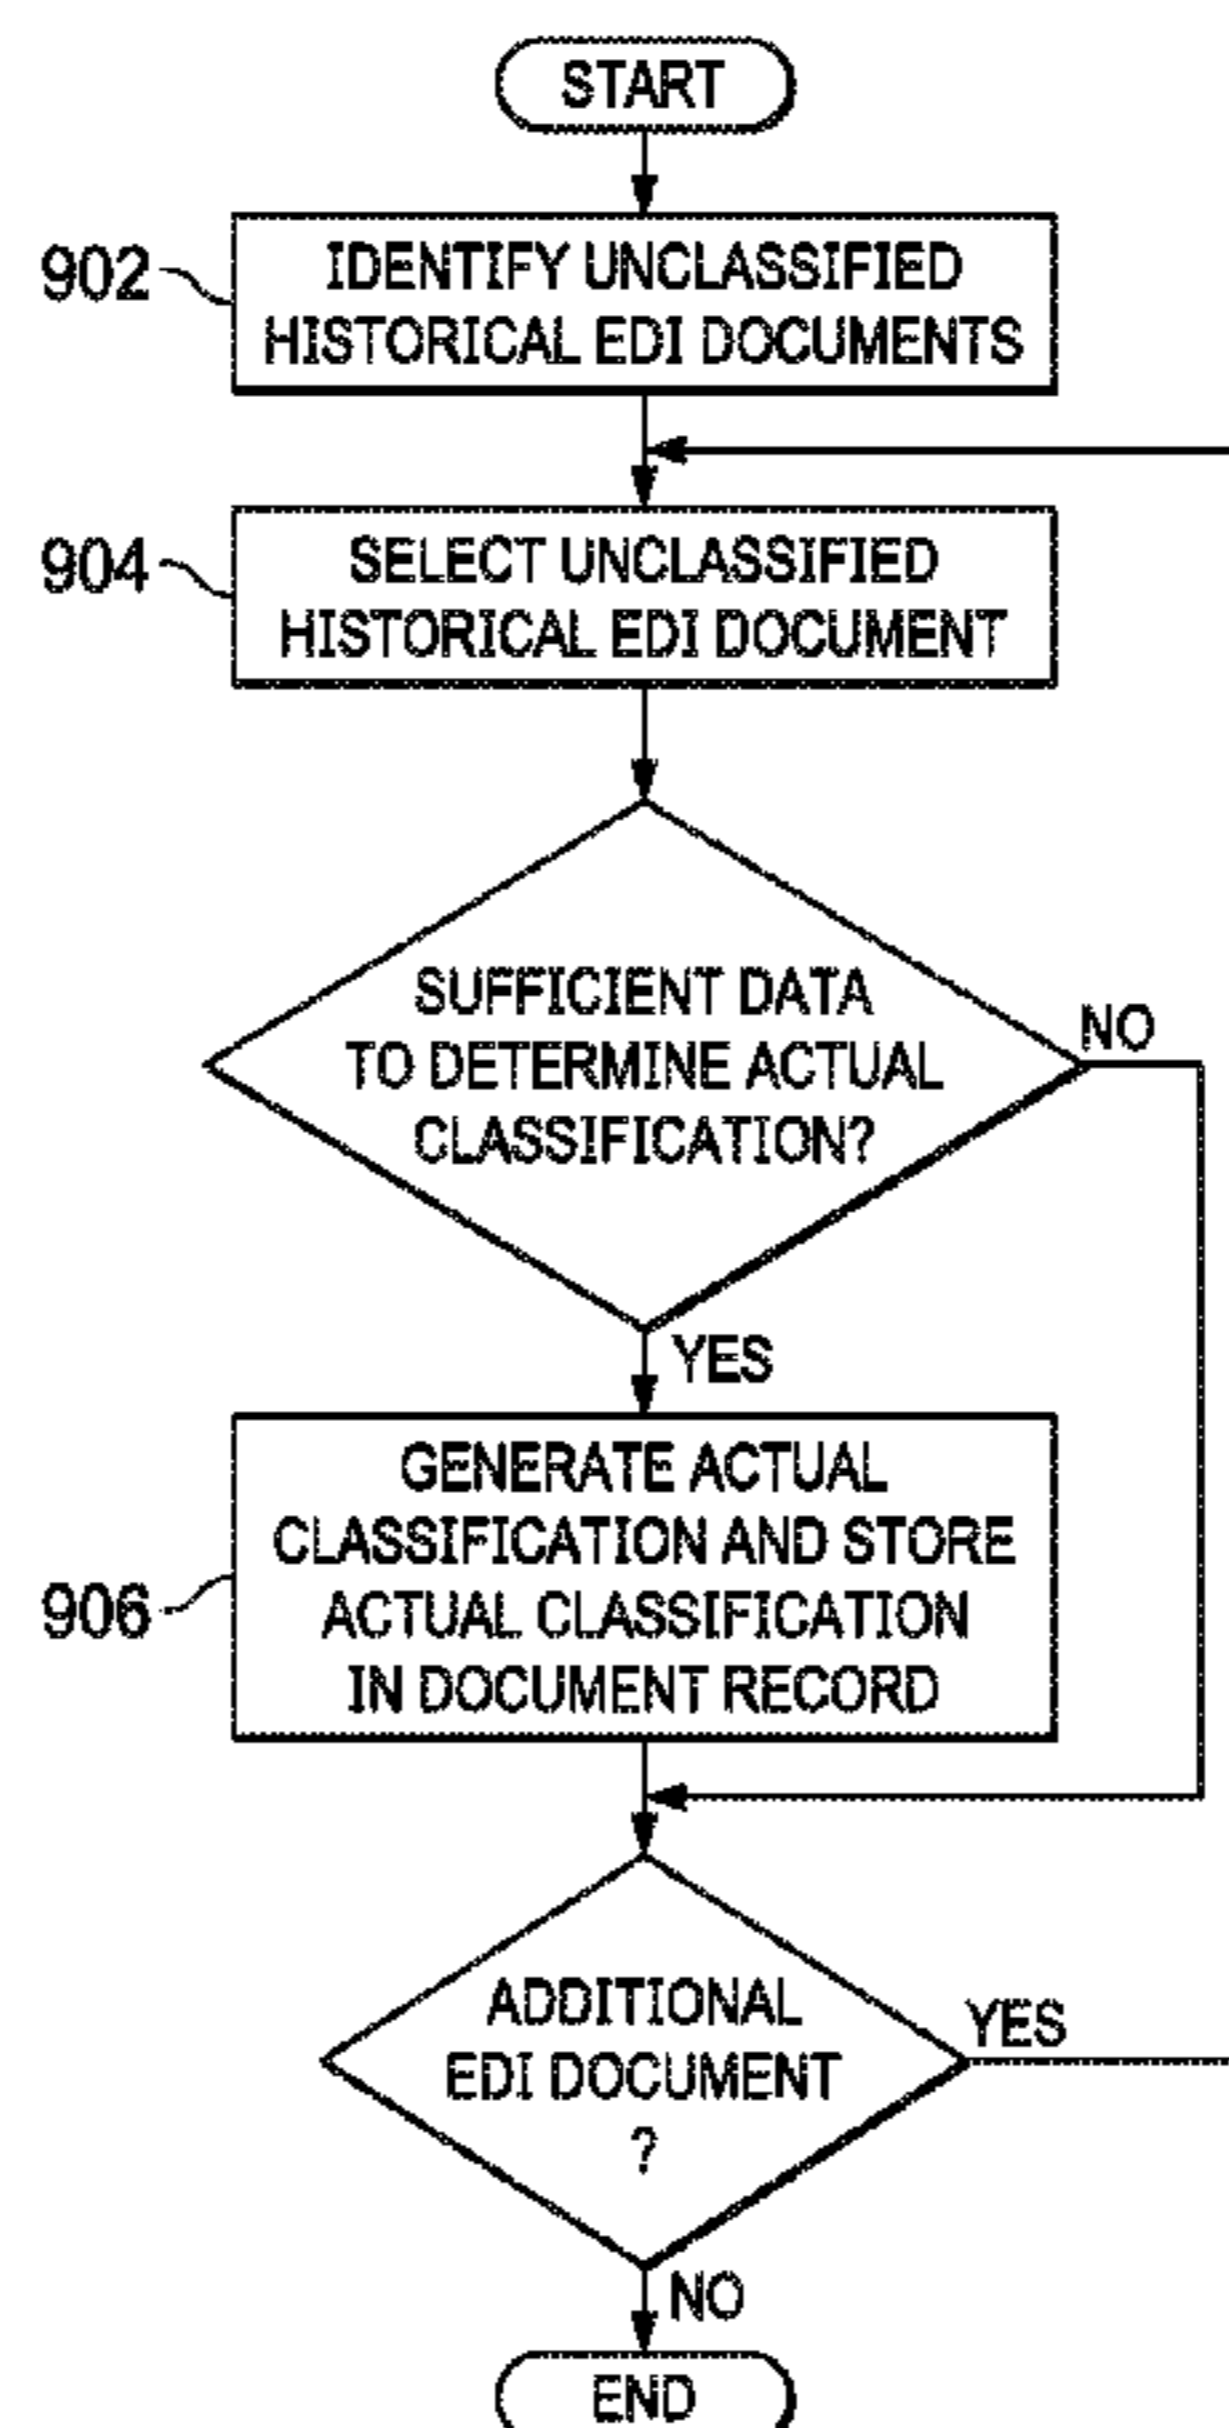 START
902
IDENTIFY UNCLASSIFIED
HISTORICAL EDI DOCUMENTS
904
SELECT UNCLASSIFIED
HISTORICAL EDI DOCUMENT
SUFFICIENT DATA
TO DETERMINE ACTUAL
CLASSIFICATION?
NO
YES
GENERATE ACTUAL
CLASSIFICATION AND STORE
906
ACTUAL CLASSIFICATION
IN DOCUMENT RECORD
ADDITIONAL
EDI DOCUMENT
?
YES
NO
END